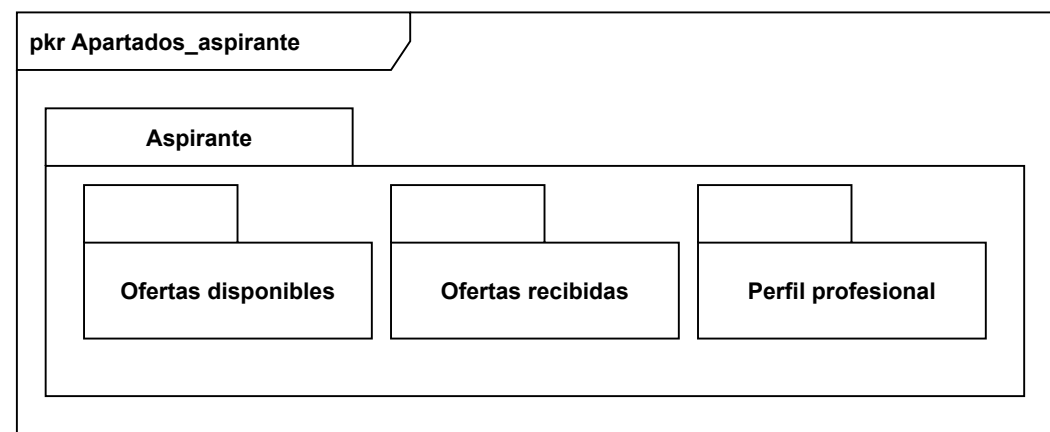 pkr Apartados_aspirante
Aspirante
Ofertas disponibles
Ofertas recibidas
Perfil profesional